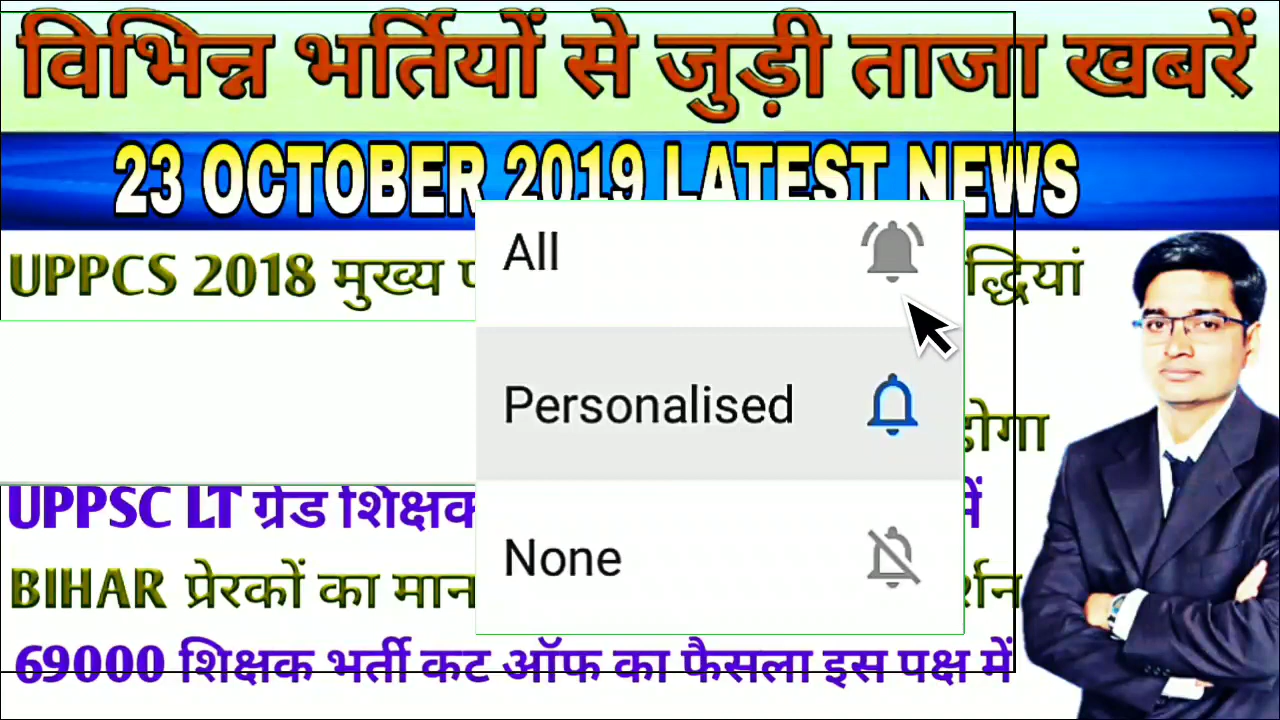 विभिन्न भर्तियों से जुड़ी ताजा खबरें
23 OCTOBER 2019 LATEST NEWS
UPPCS 2018 मुख्य
All
Personalised
होगा
UPPSC LT ग्रेड शिक्षक में
None
BIHAR प्रेरकों का
69000 शिक्षक भर्ती कट ऑफ का फैसला इस पक्ष में